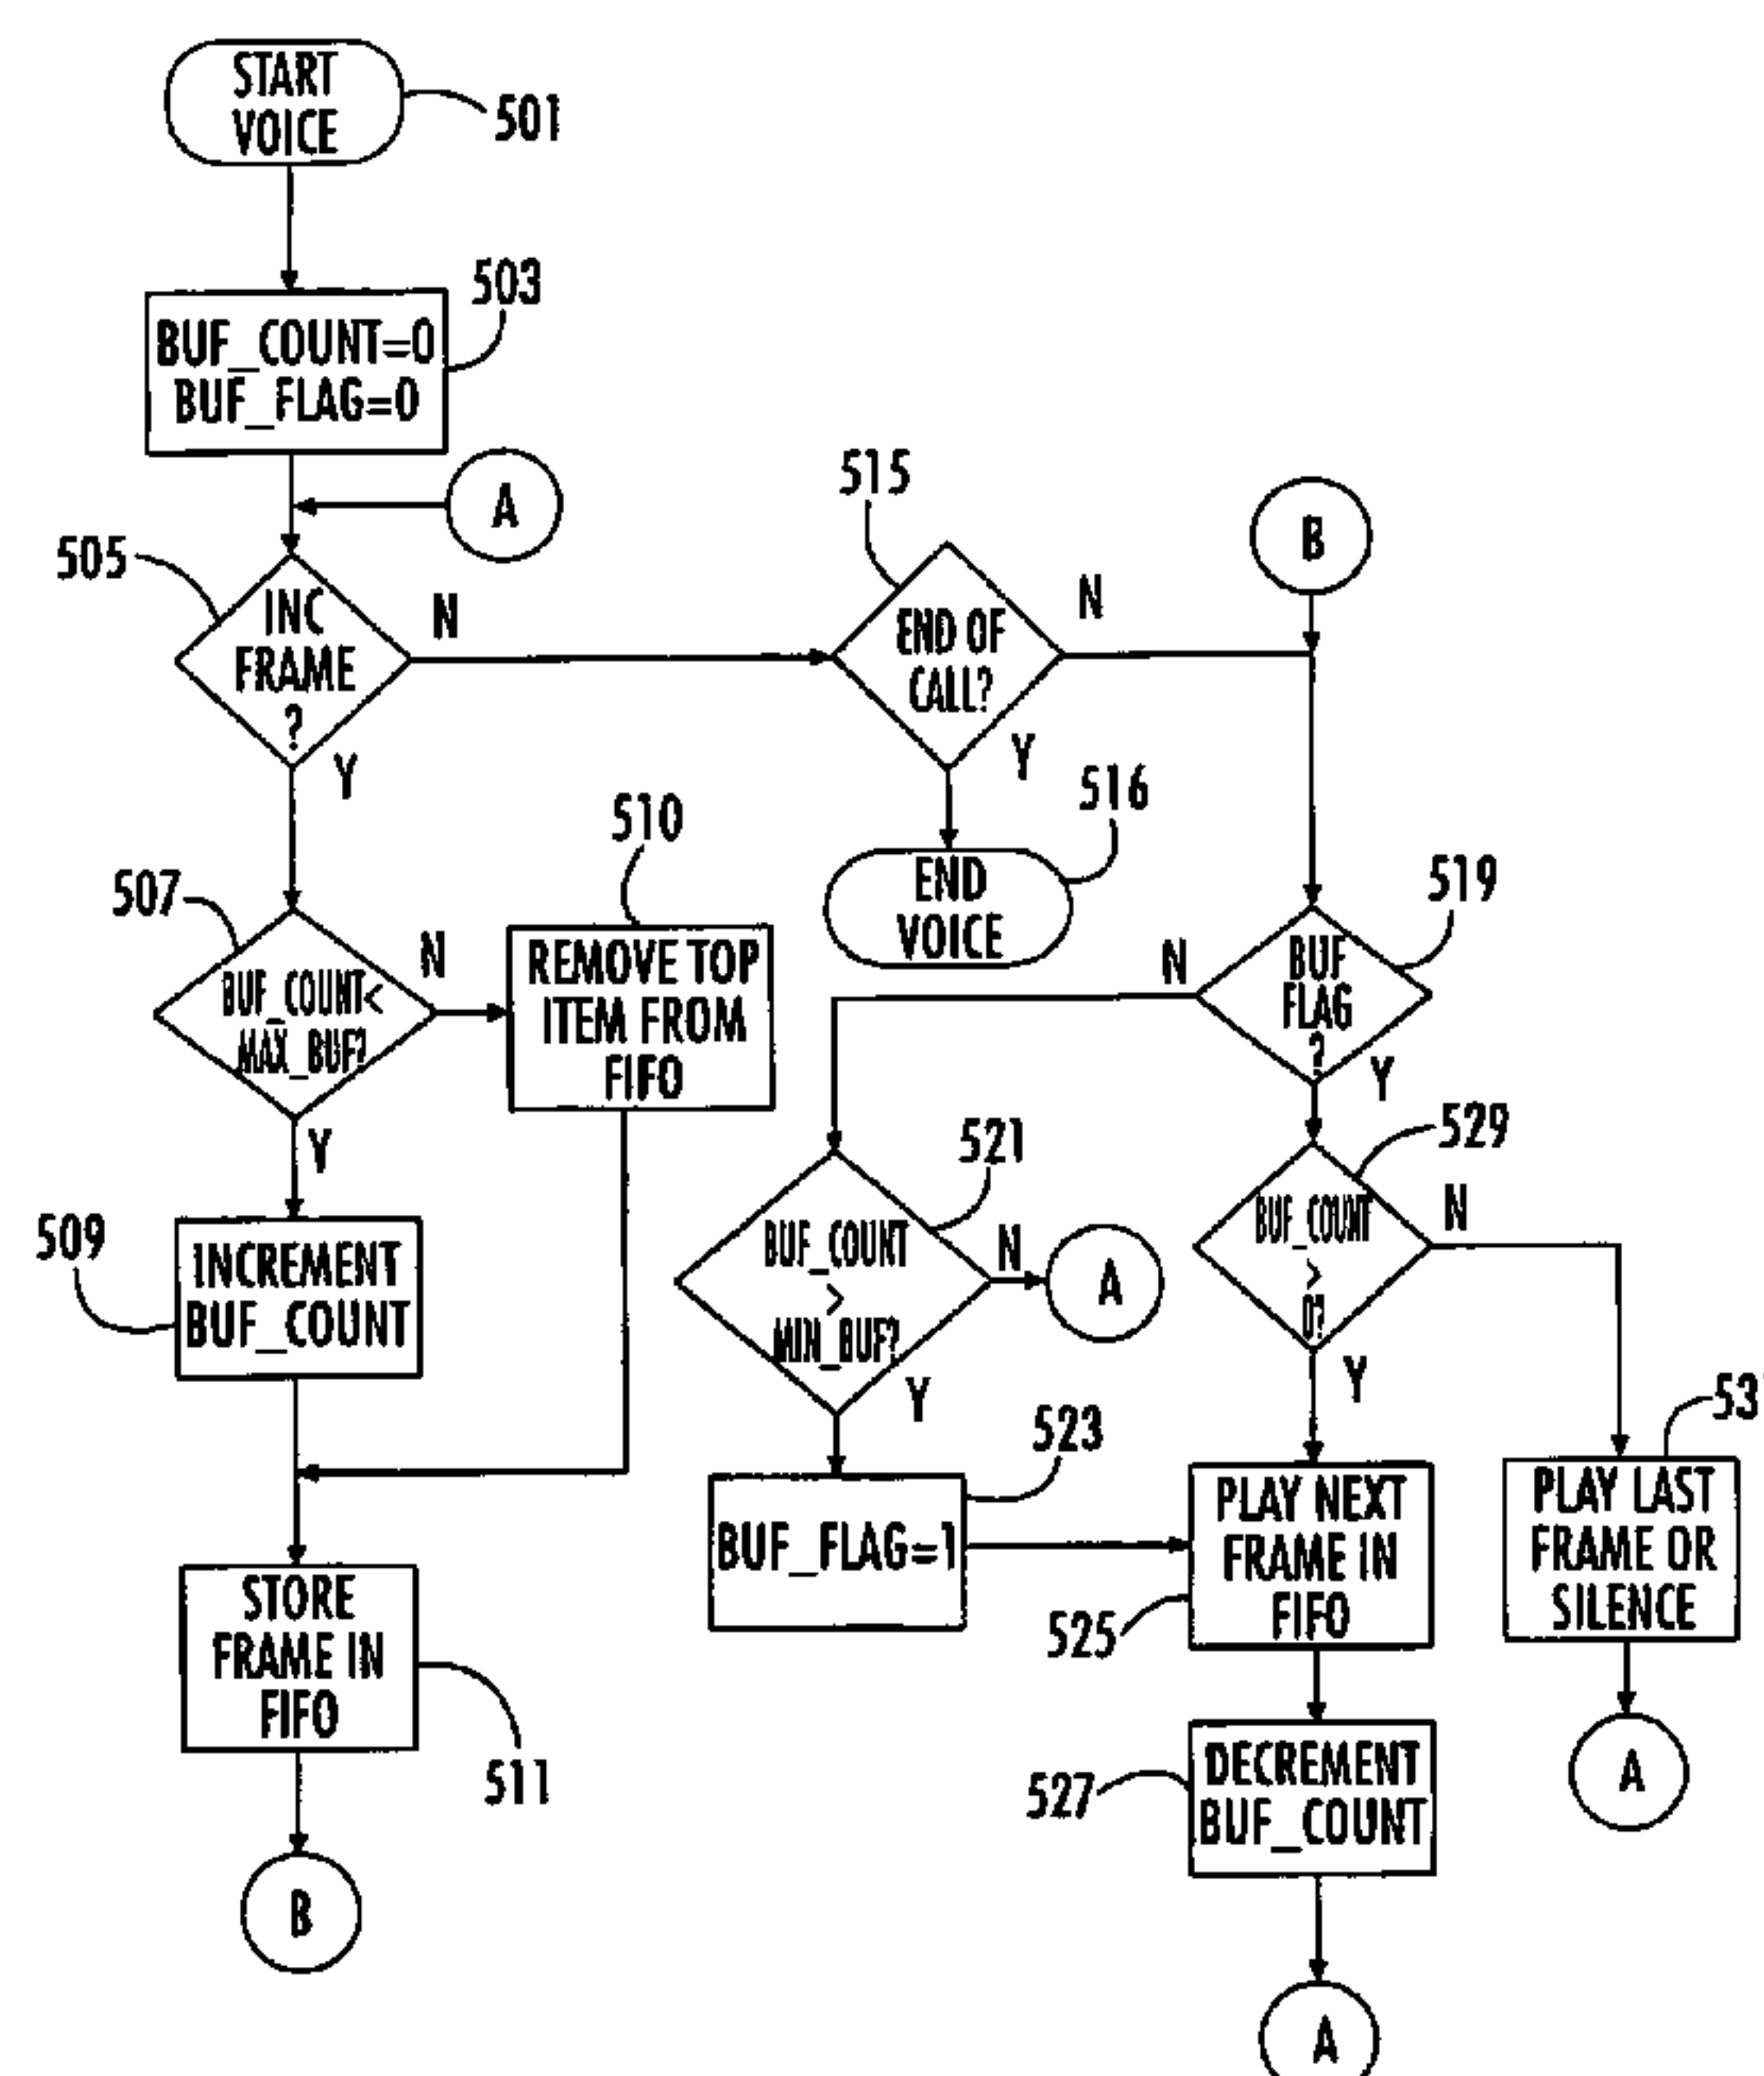 START
VOICE
501
503
BUF_COUNT=0
BUF_FLAG=0
A
505
INC
FRAME
?
N
Y
515
END OF
CALL?
N
Y
B
516
END
VOICE
507
BUF_COUNT<
MAX_BUF?
N
Y
510
REMOVE TOP
ITEM FROM
FIFO
519
BUF
FLAG
?
N
Y
509
INCREMENT
BUF_COUNT
521
BUF_COUNT
>
MIN_BUF?
N
A
Y
529
BUF_COUNT
>
0?
N
Y
523
BUF_FLAG=1
525
PLAY NEXT
FRAME IN
FIFO
53
PLAY LAST
FRAME OR
SILENCE
A
STORE
FRAME IN
FIFO
511
B
527
DECREMENT
BUF_COUNT
A